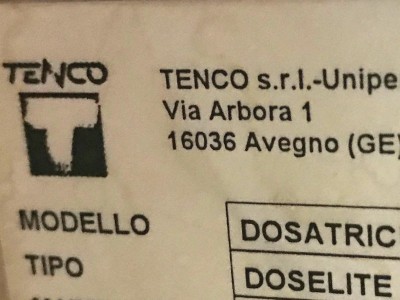 TENCO
TENCO s.r.l.-Unipe
Via Arbora 1
16036 Avegno (GE)
MODELLO DOSATRIC
TIPO DOSELITE